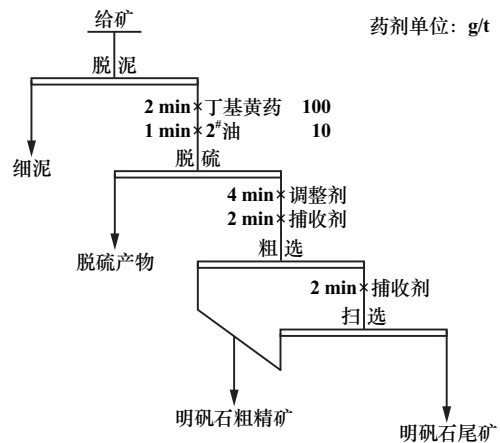 给矿
药剂单位：g/t
脱泥
2 min×丁基黄药 100
1 min×2#油 10
细泥
脱硫
4 min×调整剂
2 min×捕收剂
脱硫产物
粗选
2 min×捕收剂
扫选
明矾石粗精矿
明矾石尾矿